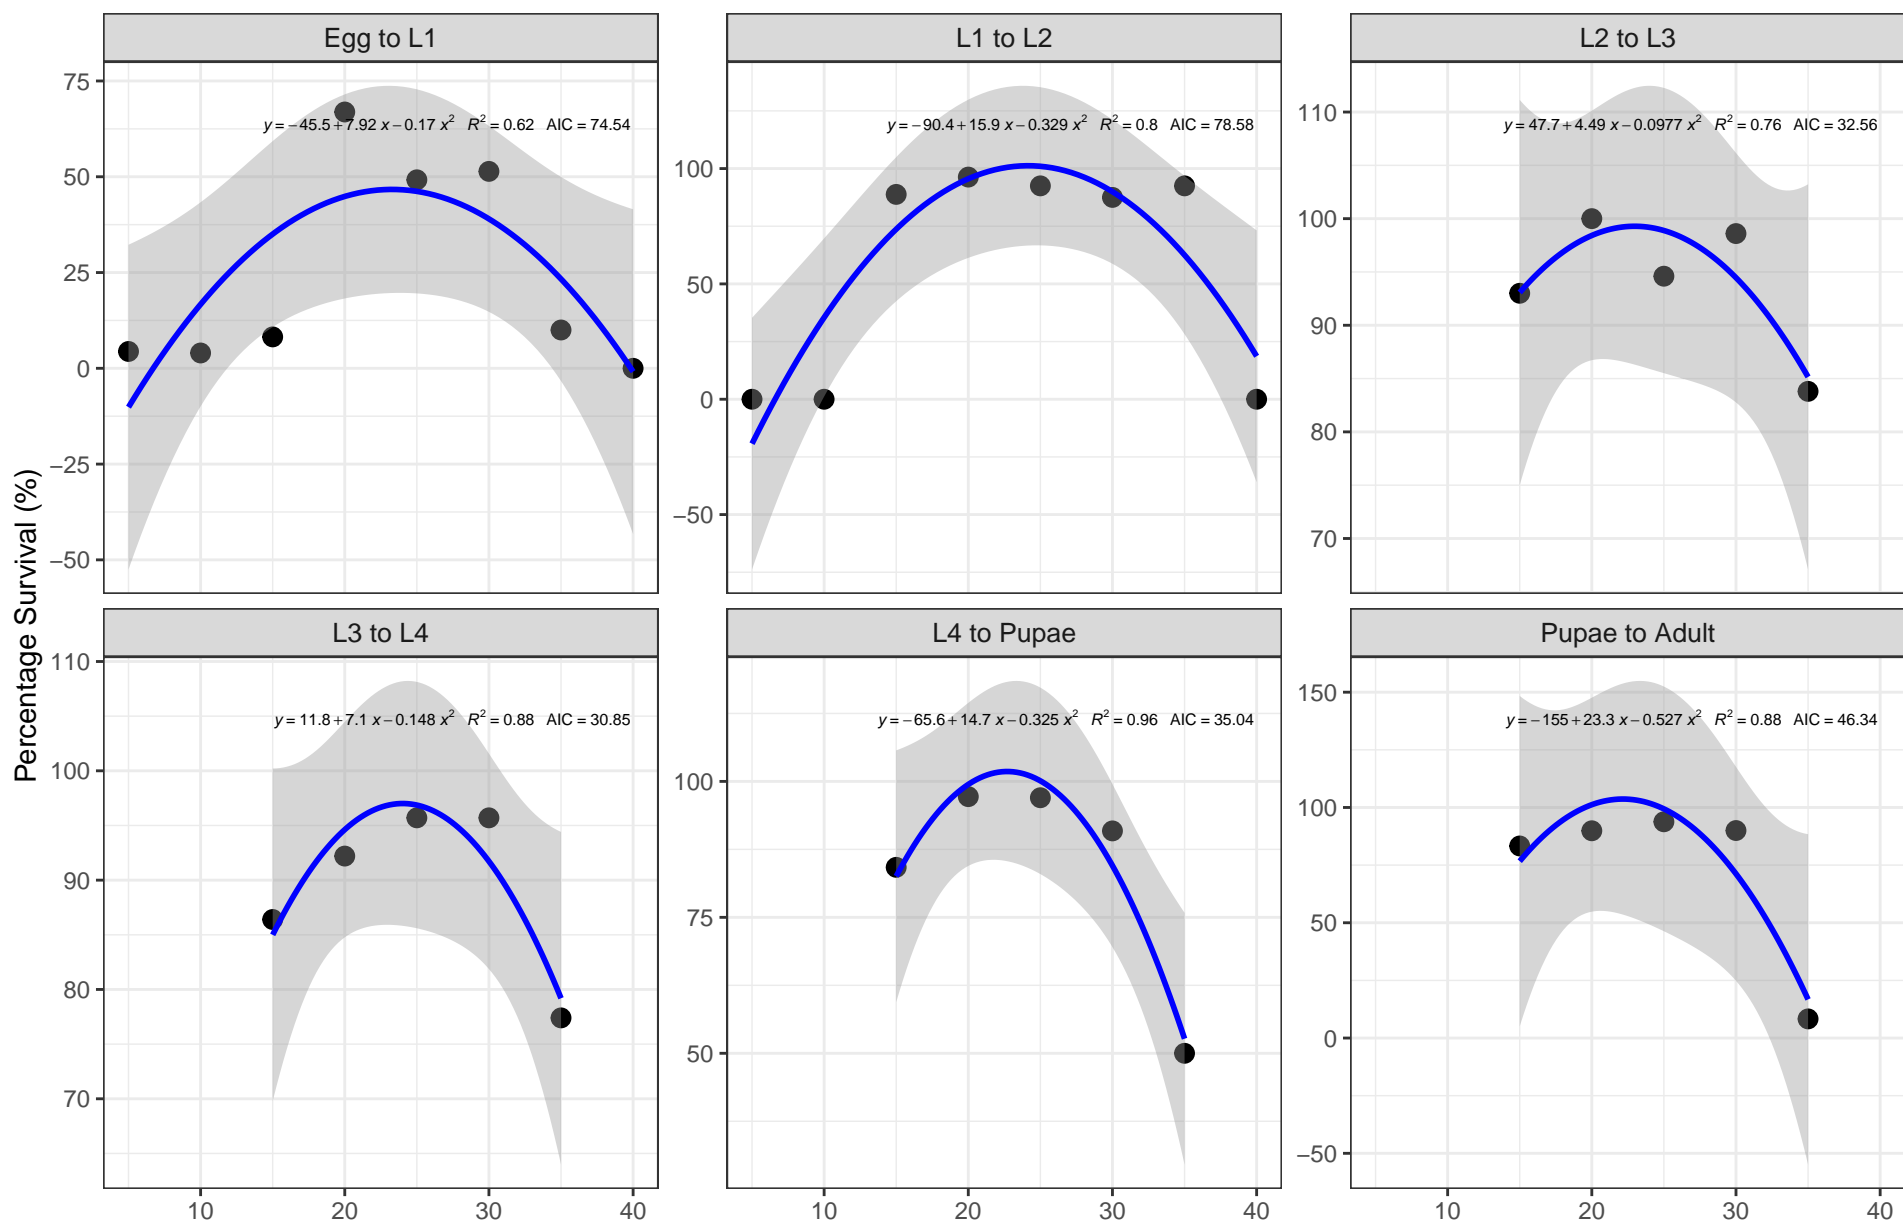 Egg to L1
L1 to L2
L2 to L3
75
50
25
0
−25
−50
y = −45.5 + 7.92 x − 0.17 x² R² = 0.62 AIC = 74.54
100
50
0
−50
y = −90.4 + 15.9 x − 0.329 x² R² = 0.8 AIC = 78.58
110
100
90
80
70
y = 47.7 + 4.49 x − 0.0977 x² R² = 0.76 AIC = 32.56
Percentage Survival (%)
L3 to L4
L4 to Pupae
Pupae to Adult
110
100
90
80
70
y = 11.8 + 7.1 x − 0.148 x² R² = 0.88 AIC = 30.85
100
75
50
y = −65.6 + 14.7 x − 0.325 x² R² = 0.96 AIC = 35.04
150
100
50
0
−50
y = −155 + 23.3 x − 0.527 x² R² = 0.88 AIC = 46.34
10 20 30 40
10 20 30 40
10 20 30 40